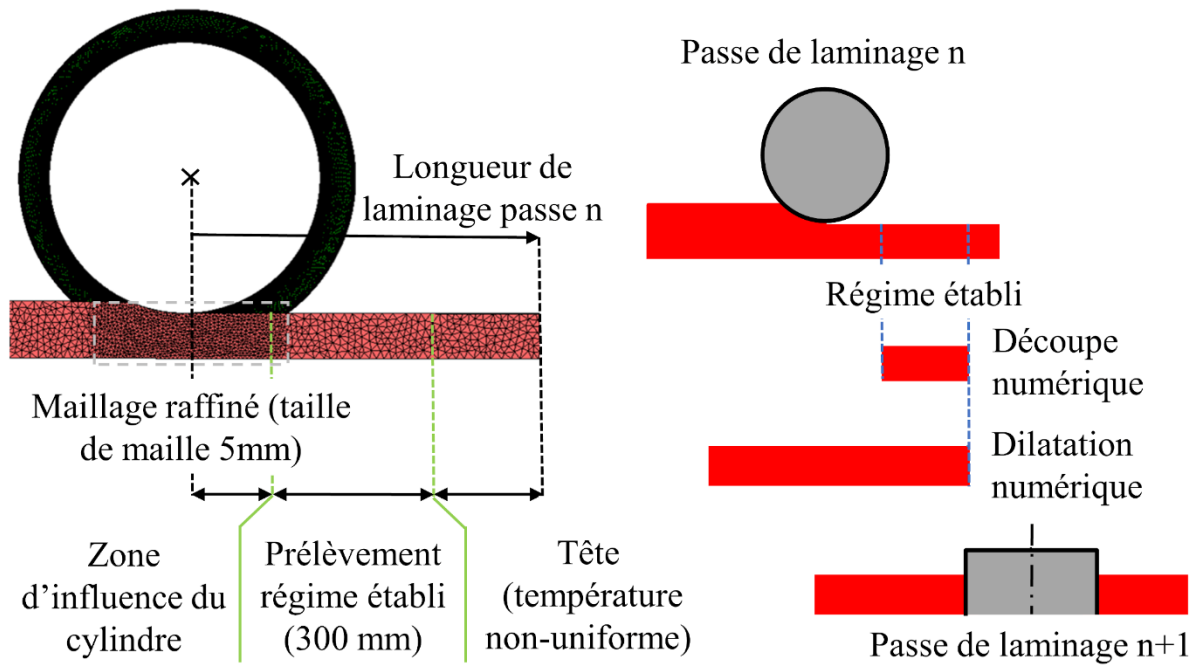 Passe de laminage n
Longueur de
laminage passe n
Maillage raffiné (taille
de maille 5mm)
Zone
d’influence du
cylindre
Prélèvement
régime établi
(300 mm)
Tête
(température
non-uniforme)
Régime établi
Découpe
numérique
Dilatation
numérique
Passe de laminage n+1